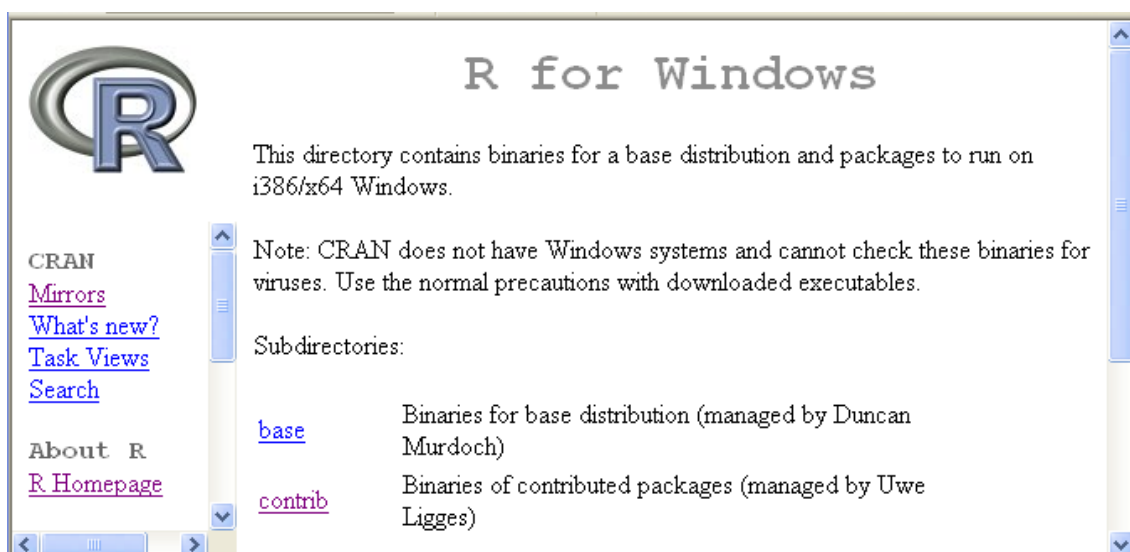 R
R for Windows
This directory contains binaries for a base distribution and packages to run on
i386/x64 Windows.
Note: CRAN does not have Windows systems and cannot check these binaries for
viruses. Use the normal precautions with downloaded executables.
Subdirectories:
base
Binaries for base distribution (managed by Duncan
Murdoch)
contrib
Binaries of contributed packages (managed by Uwe
Ligges)
CRAN
Mirrors
What's new?
Task Views
Search
About R
R Homepage